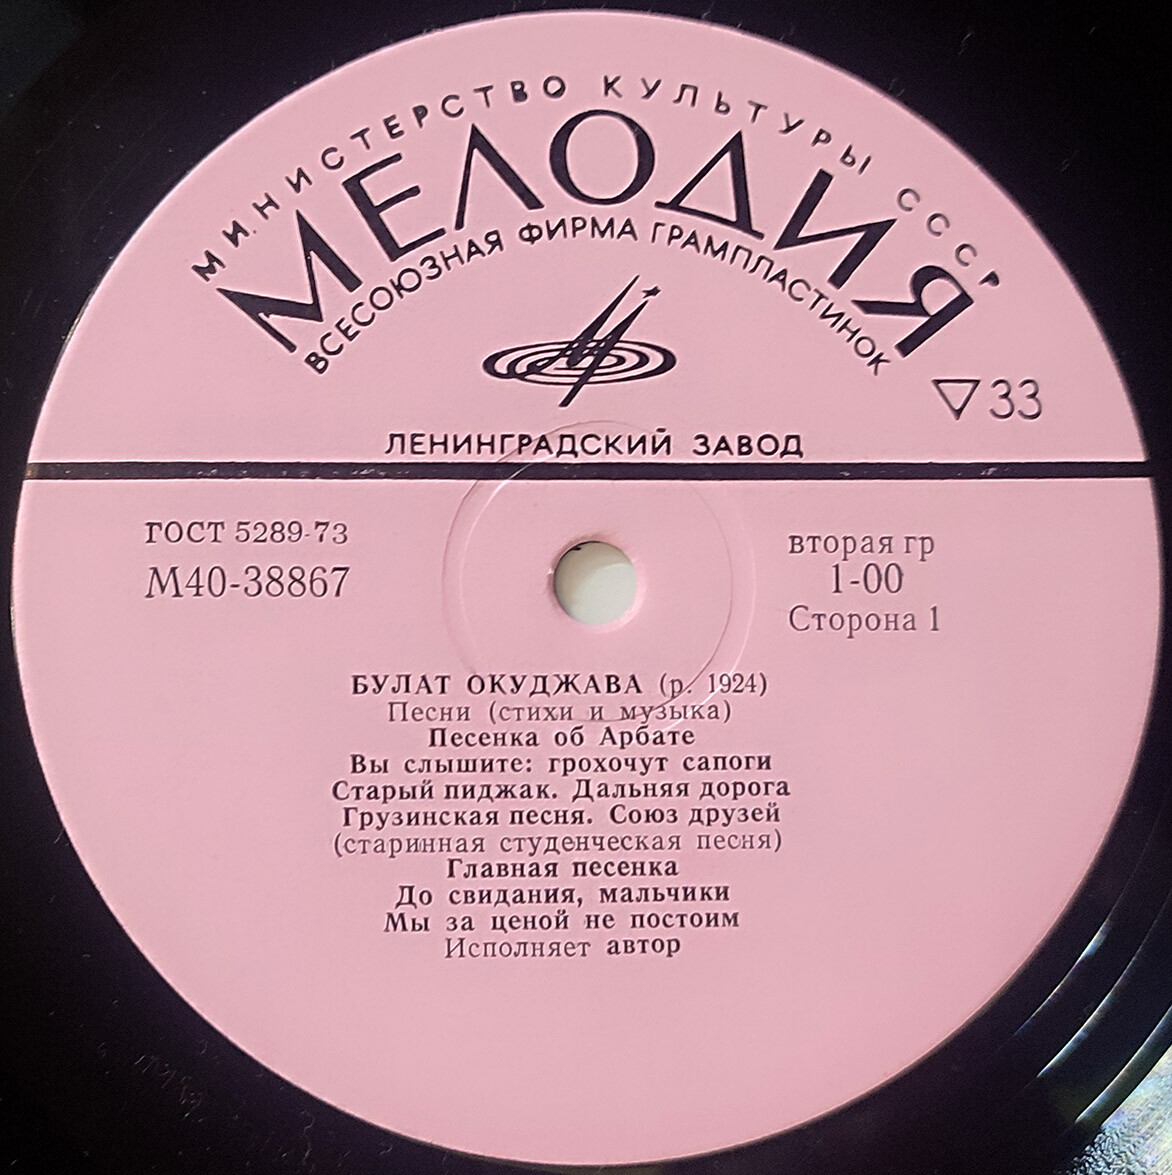 МИНИСТЕРСТВО КУЛЬТУРЫ СССР
МЕЛОДИЯ
ВСЕСОЮЗНАЯ ФИРМА ГРАМПЛАСТИНОК
▽33
ЛЕНИНГРАДСКИЙ ЗАВОД
ГОСТ 5289-73
М40-38867
вторая гр
1-00
Сторона 1
БУЛАТ ОКУДЖАВА (р. 1924)
Песни (стихи и музыка)
Песенка об Арбате
Вы слышите: грохочут сапоги
Старый пиджак. Дальняя дорога
Грузинская песня. Союз друзей
(старинная студенческая песня)
Главная песенка
До свидания, мальчики
Мы за ценой не постоим
Исполняет автор